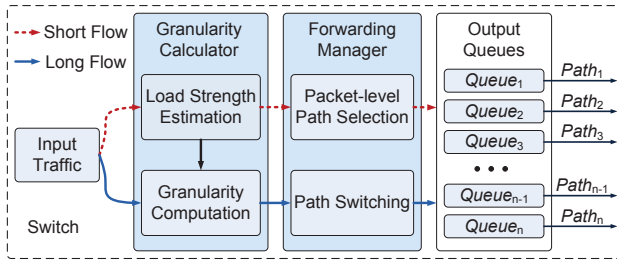 Short Flow
Long Flow
Granularity
Calculator
Forwarding
Manager
Output
Queues
Input
Traffic
Load Strength
Estimation
Packet-level
Path Selection
Granularity
Computation
Path Switching
Queue₁
Queue₂
Queue₃
• • •
Queueₙ₋₁
Queueₙ
Path₁
Path₂
Path₃
Pathₙ₋₁
Pathₙ
Switch